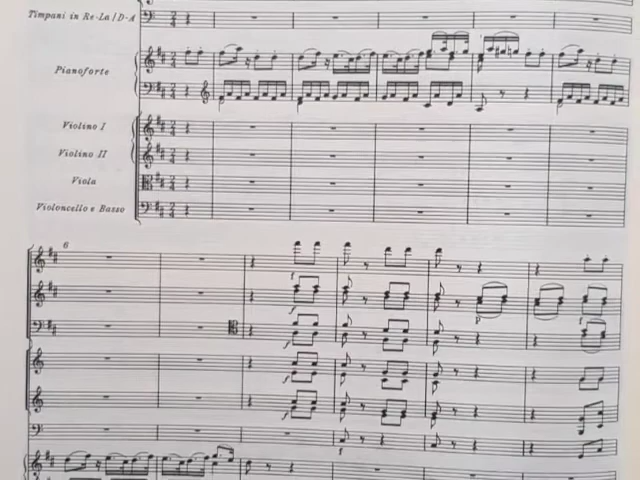 Timpani in Re-La / D-A
Pianoforte
Violino I
Violino II
Viola
Violoncello e Basso
6
f
f
p
f
f
f
f
f